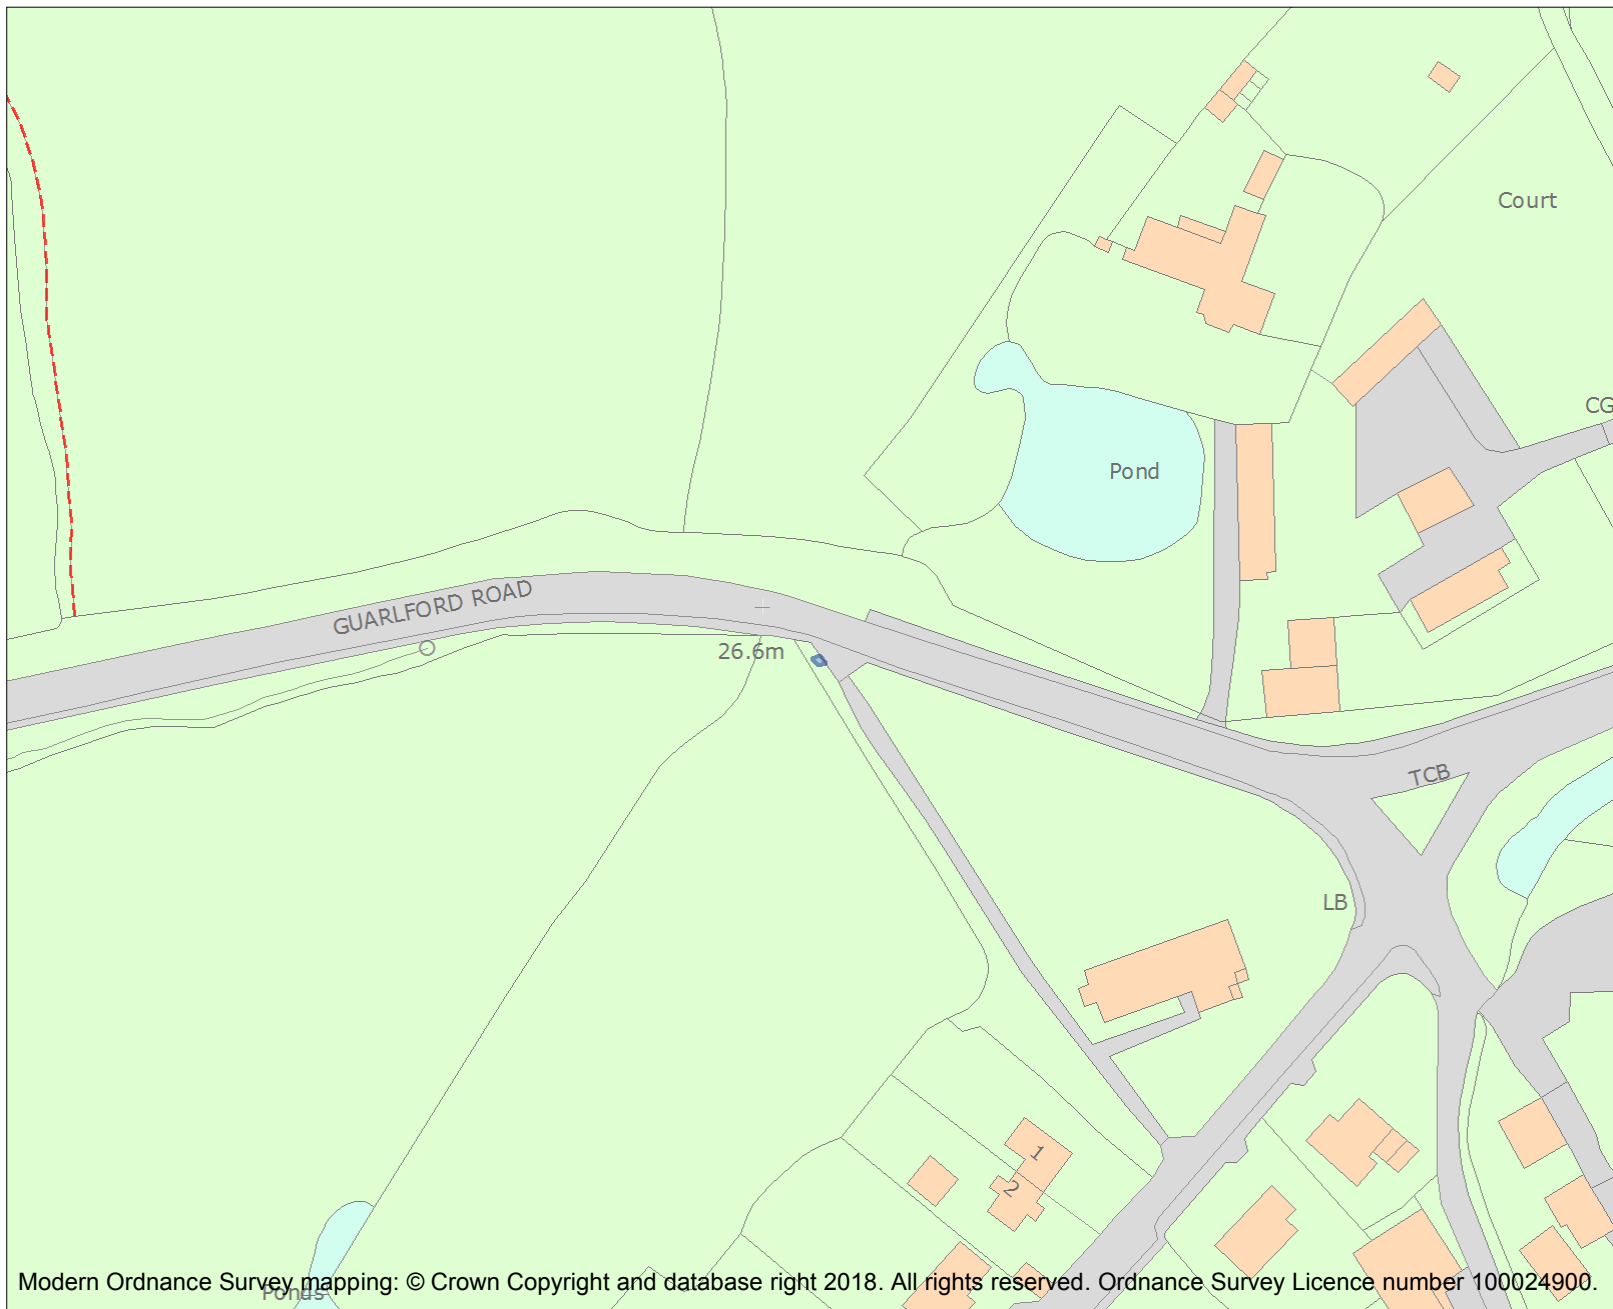 Court
CG
Pond
GUARLFORD ROAD
26.6m
TCB
LB
1
2
Ponds
Modern Ordnance Survey mapping: © Crown Copyright and database right 2018. All rights reserved. Ordnance Survey Licence number 100024900.